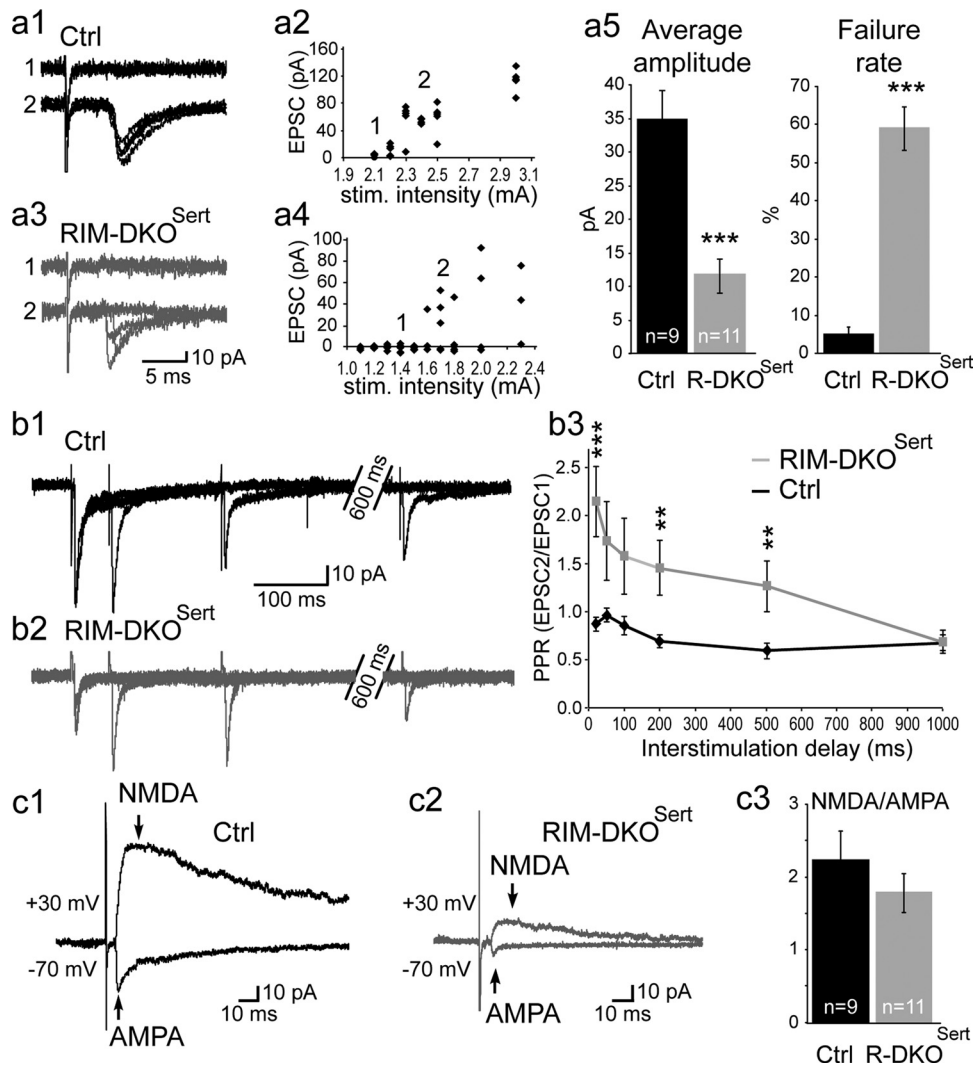 a1
Ctrl
1
2
a2
EPSC (pA)
160
120
80
40
0
1
2
1.9 2.1 2.3 2.5 2.7 2.9 3.1
stim. intensity (mA)
a3
RIM-DKO Sert
1
2
10 pA
5 ms
a4
EPSC (pA)
100
80
60
40
20
0
1
2
1.0 1.2 1.4 1.6 1.8 2.0 2.2 2.4
stim. intensity (mA)
a5
Average
amplitude
pA
40
35
30
25
20
15
10
5
0
***
n=9 n=11
Ctrl R-DKO Sert
Failure
rate
%
70
60
50
40
30
20
10
0
***
Ctrl R-DKO Sert
b1
Ctrl
600 ms
10 pA
100 ms
b2
RIM-DKO Sert
600 ms
b3
PPR (EPSC2/EPSC1)
2.5
2.0
1.5
1.0
0.5
0.0
***
**
**
RIM-DKO Sert
Ctrl
0 100 200 300 400 500 600 700 800 900 1000
Interstimulation delay (ms)
c1
NMDA
Ctrl
+30 mV
-70 mV
AMPA
10 pA
10 ms
c2
RIM-DKO Sert
NMDA
+30 mV
-70 mV
AMPA
10 pA
10 ms
c3
NMDA/AMPA
3
2
1
0
n=9 n=11
Ctrl R-DKO Sert